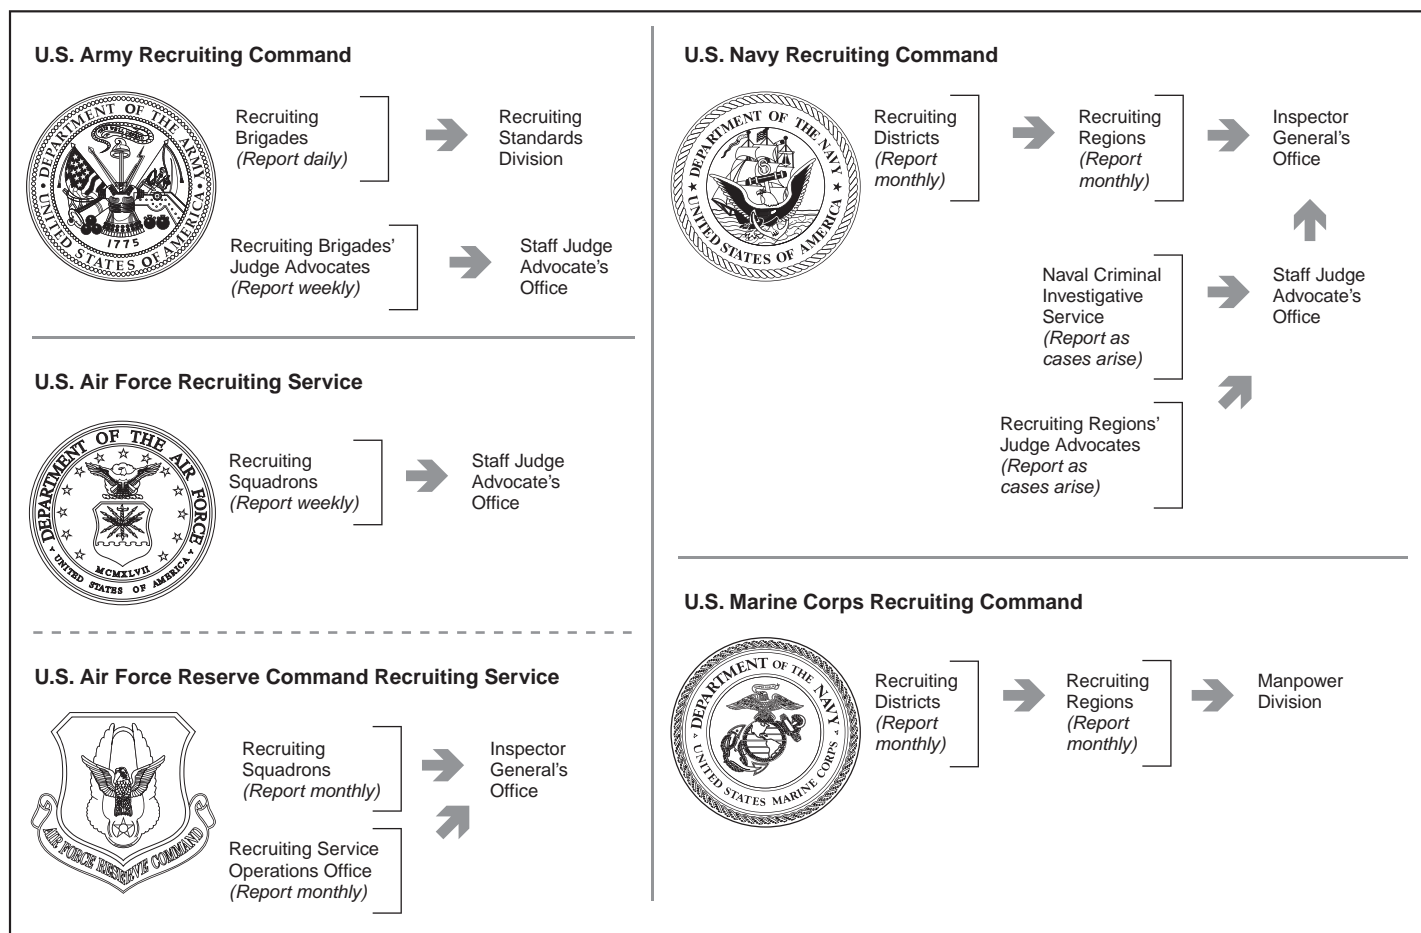 U.S. Army Recruiting Command
DEPARTMENT OF THE ARMY
UNITED STATES OF AMERICA
1775
Recruiting
Brigades
(Report daily)
Recruiting
Standards
Division
Recruiting Brigades’
Judge Advocates
(Report weekly)
Staff Judge
Advocate’s
Office
U.S. Air Force Recruiting Service
DEPARTMENT OF THE AIR FORCE
UNITED STATES OF AMERICA
MCMXLVII
Recruiting
Squadrons
(Report weekly)
Staff Judge
Advocate’s
Office
U.S. Air Force Reserve Command Recruiting Service
AIR FORCE RESERVE COMMAND
Recruiting
Squadrons
(Report monthly)
Inspector
General’s
Office
Recruiting Service
Operations Office
(Report monthly)
U.S. Navy Recruiting Command
DEPARTMENT OF THE NAVY
UNITED STATES OF AMERICA
Recruiting
Districts
(Report
monthly)
Recruiting
Regions
(Report
monthly)
Inspector
General’s
Office
Naval Criminal
Investigative
Service
(Report as
cases arise)
Staff Judge
Advocate’s
Office
Recruiting Regions’
Judge Advocates
(Report as
cases arise)
U.S. Marine Corps Recruiting Command
DEPARTMENT OF THE NAVY
UNITED STATES MARINE CORPS
Recruiting
Districts
(Report
monthly)
Recruiting
Regions
(Report
monthly)
Manpower
Division